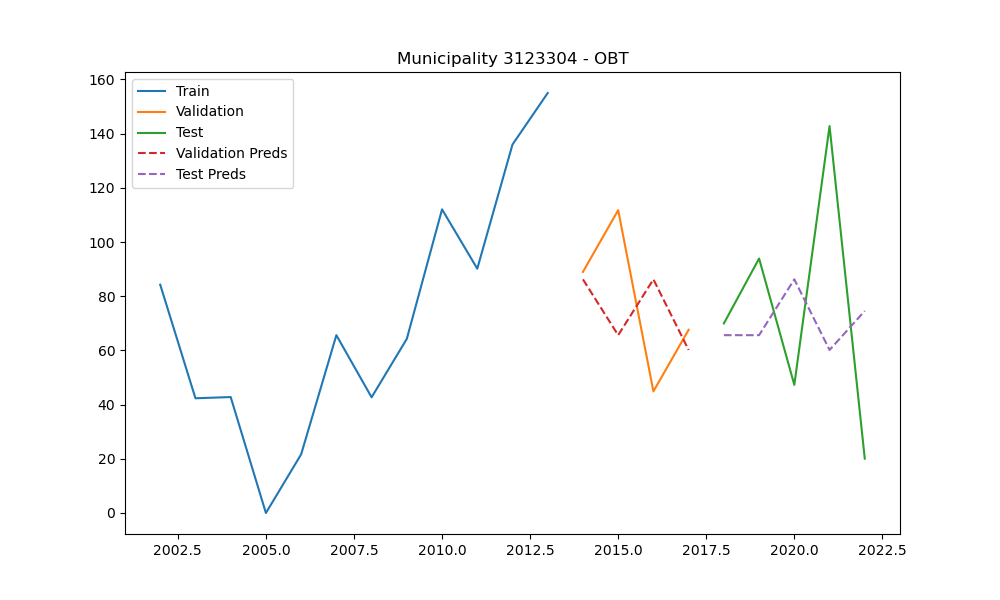 Municipality 3123304 - OBT
160
140
120
100
80
60
40
20
0
Train
Validation
Test
Validation Preds
Test Preds
2002.5 2005.0 2007.5 2010.0 2012.5 2015.0 2017.5 2020.0 2022.5